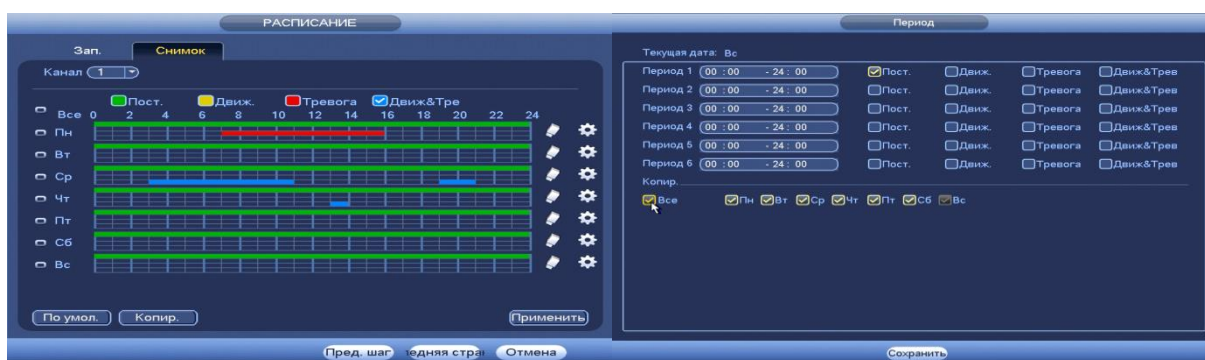 РАСПИСАНИЕ
Зап. Снимок
Канал 1
Пост. Движ. Тревога Движ&Тре
Все 0 2 4 6 8 10 12 14 16 18 20 22 24
Пн
Вт
Ср
Чт
Пт
Сб
Вс
По умол. Копир. Применить
Пред. шаг едняя стра Отмена
Период
Текущая дата: Вс
Период 1 00 :00 - 24 : 00 Пост. Движ. Тревога Движ&Трев
Период 2 00 :00 - 24 : 00 Пост. Движ. Тревога Движ&Трев
Период 3 00 :00 - 24 : 00 Пост. Движ. Тревога Движ&Трев
Период 4 00 :00 - 24 : 00 Пост. Движ. Тревога Движ&Трев
Период 5 00 :00 - 24 : 00 Пост. Движ. Тревога Движ&Трев
Период 6 00 :00 - 24 : 00 Пост. Движ. Тревога Движ&Трев
Копир.
Все Пн Вт Ср Чт Пт Сб Вс
Сохранить